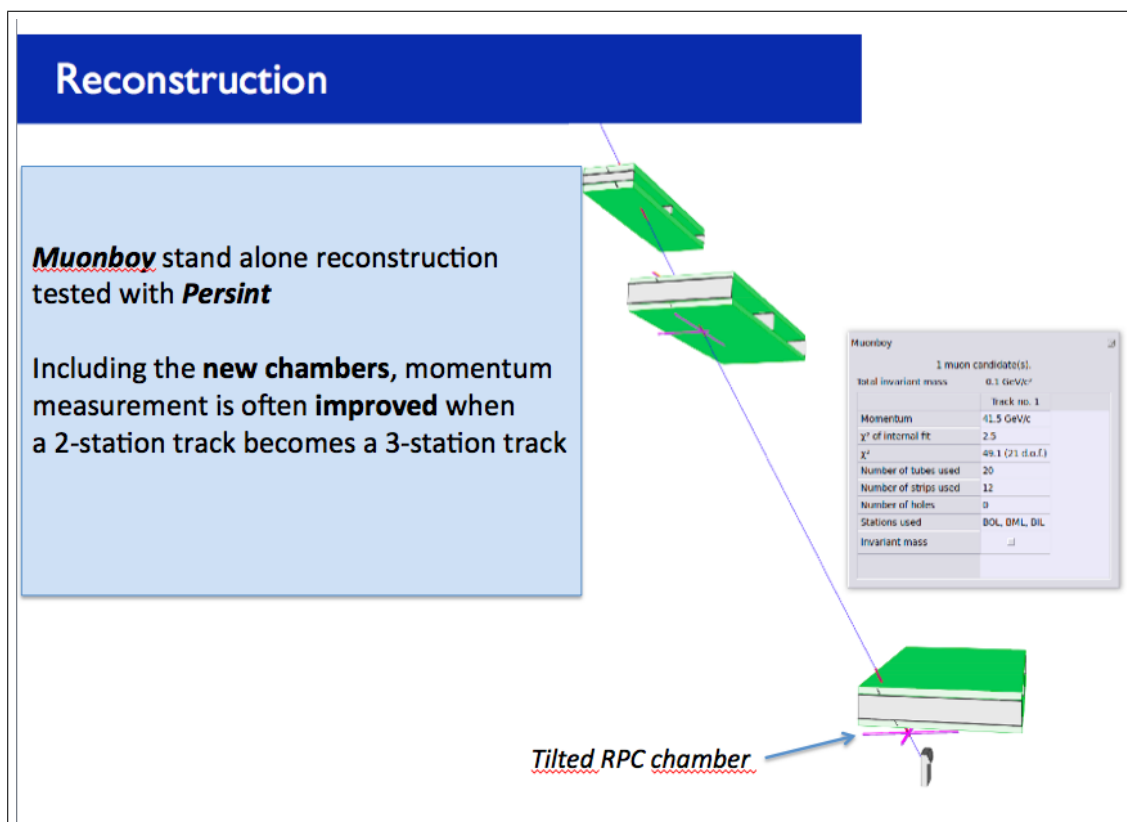 Reconstruction
Muonboy stand alone reconstruction
tested with Persint
Including the new chambers, momentum
measurement is often improved when
a 2-station track becomes a 3-station track
Muonboy
1 muon candidate(s).
Total invariant mass 0.1 GeV/c²
Track no. 1
Momentum 41.5 GeV/c
χ² of internal fit 2.5
χ² 49.1 (21 d.o.f.)
Number of tubes used 20
Number of strips used 12
Number of holes 0
Stations used BOL, BML, BIL
Invariant mass
Tilted RPC chamber